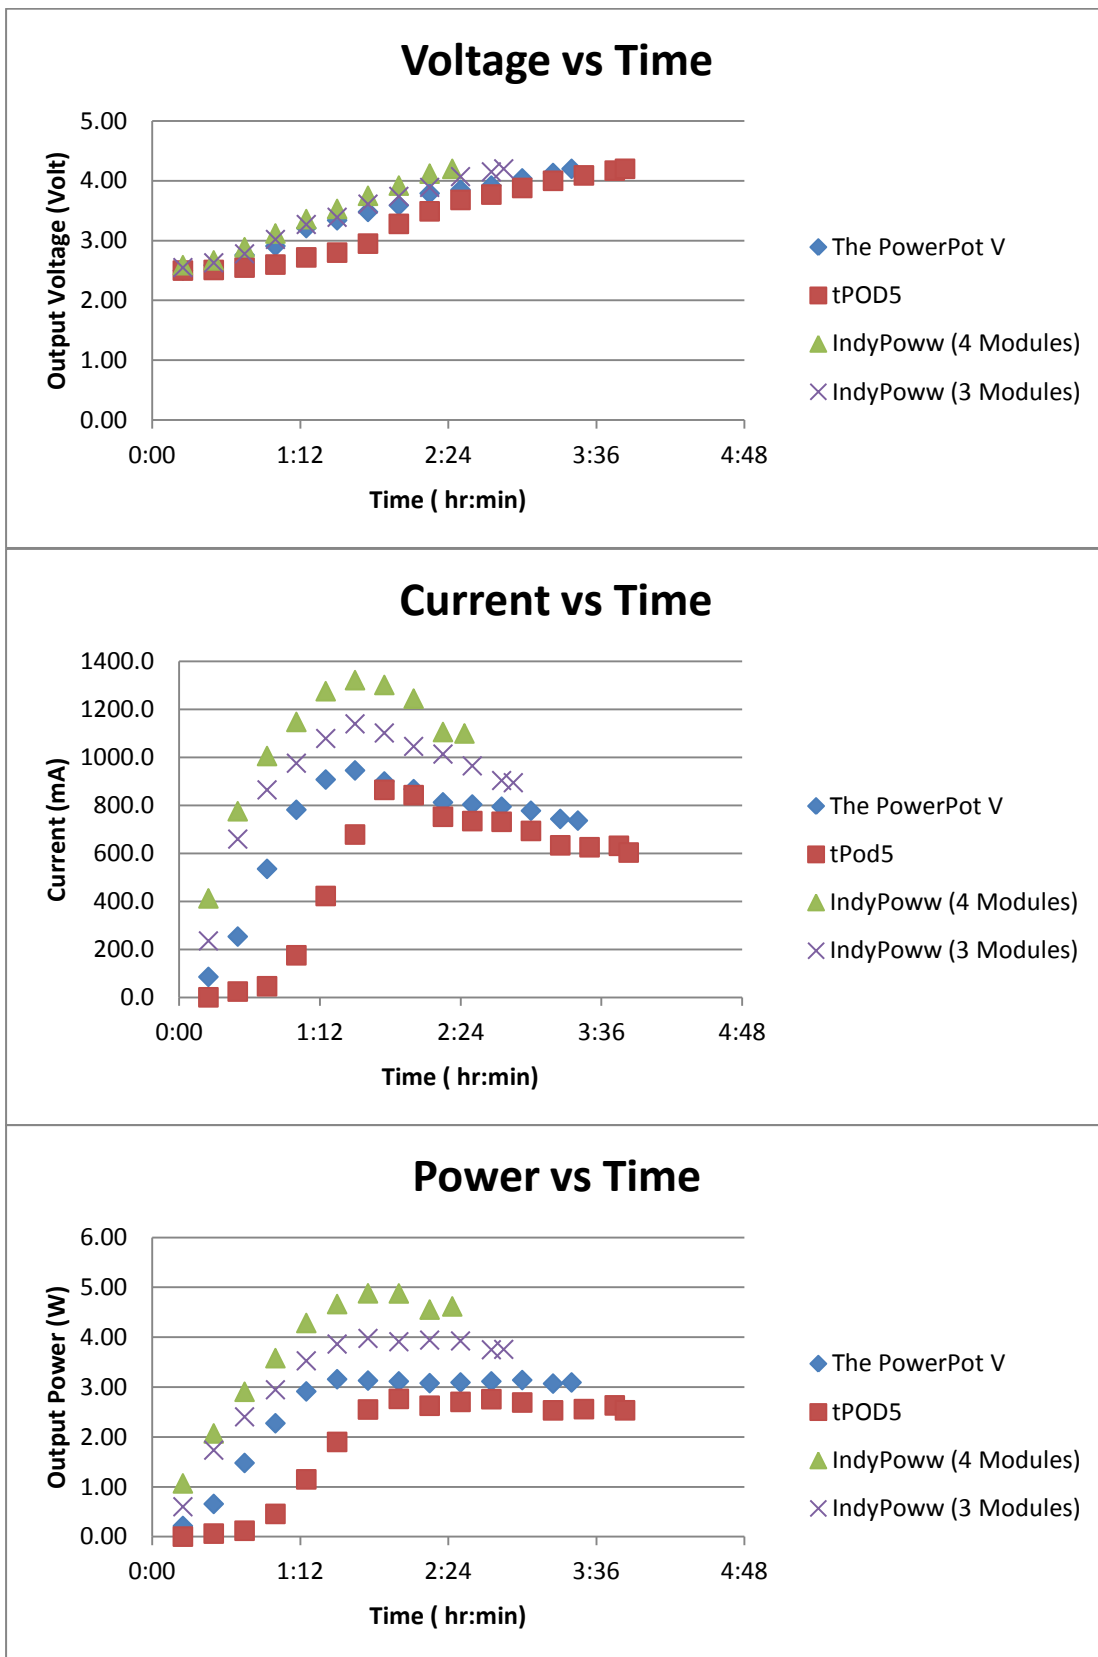 Voltage vs Time
5.00
4.00
3.00
2.00
1.00
0.00
Output Voltage (Volt)
0:00 1:12 2:24 3:36 4:48
Time ( hr:min)
The PowerPot V
tPOD5
IndyPoww (4 Modules)
IndyPoww (3 Modules)
Current vs Time
1400.0
1200.0
1000.0
800.0
600.0
400.0
200.0
0.0
Current (mA)
0:00 1:12 2:24 3:36 4:48
Time ( hr:min)
The PowerPot V
tPod5
IndyPoww (4 Modules)
IndyPoww (3 Modules)
Power vs Time
6.00
5.00
4.00
3.00
2.00
1.00
0.00
Output Power (W)
0:00 1:12 2:24 3:36 4:48
Time ( hr:min)
The PowerPot V
tPOD5
IndyPoww (4 Modules)
IndyPoww (3 Modules)